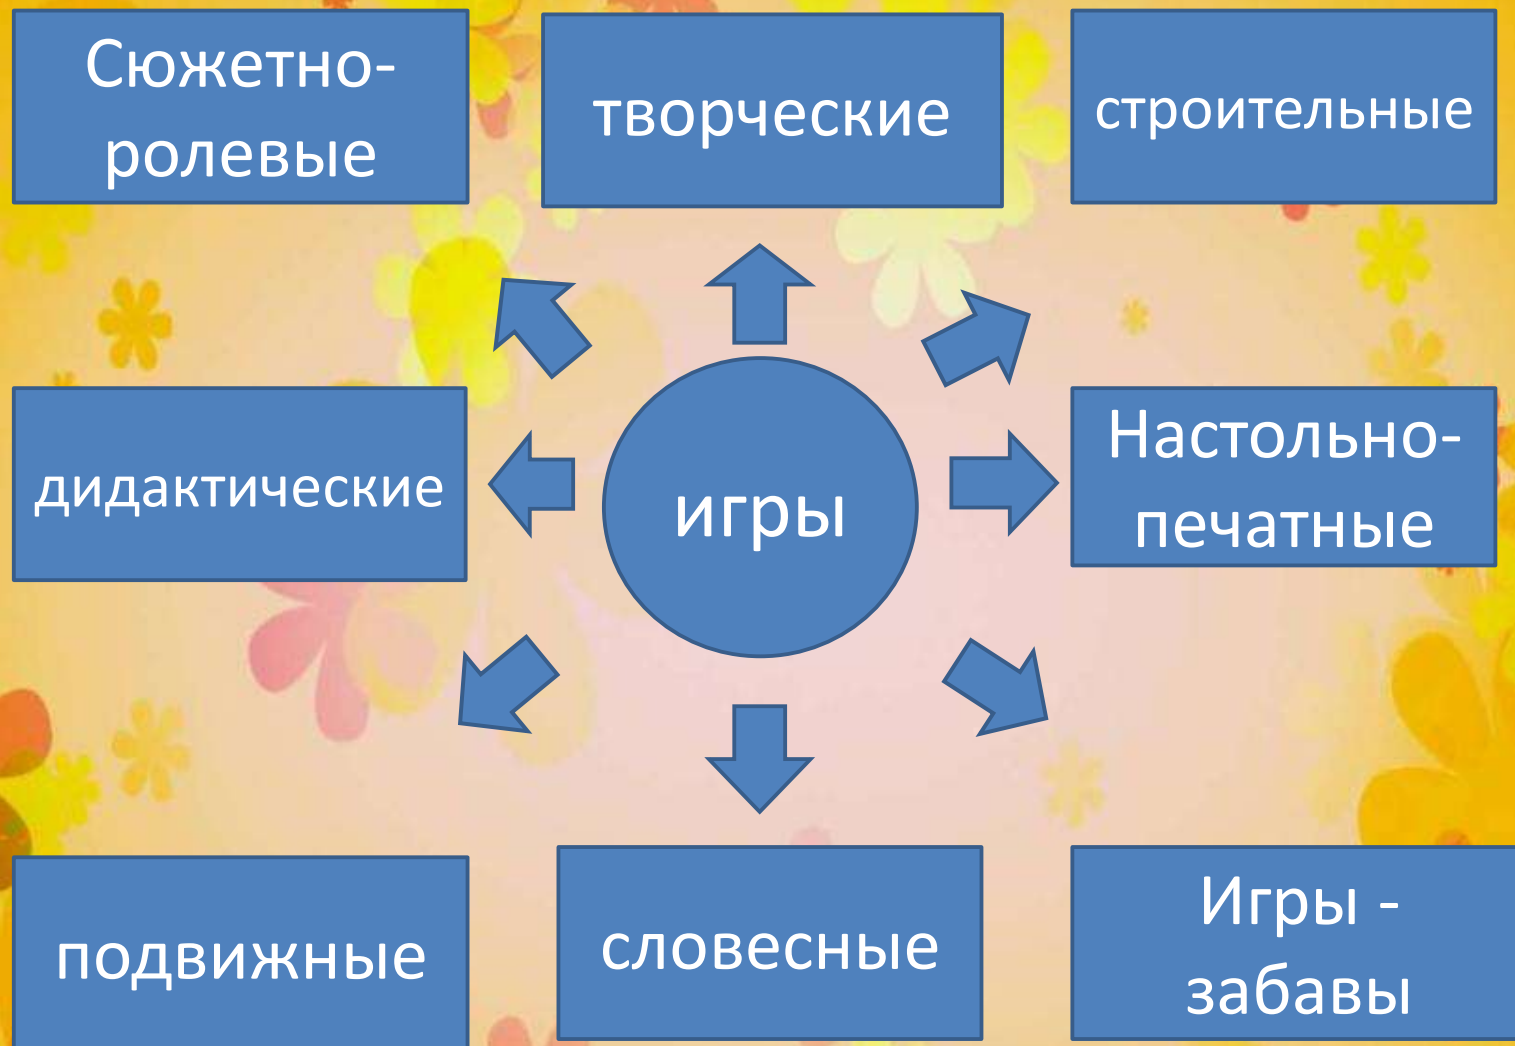 Сюжетно-
ролевые
творческие
строительные
дидактические
игры
Настольно-
печатные
подвижные
словесные
Игры -
забавы